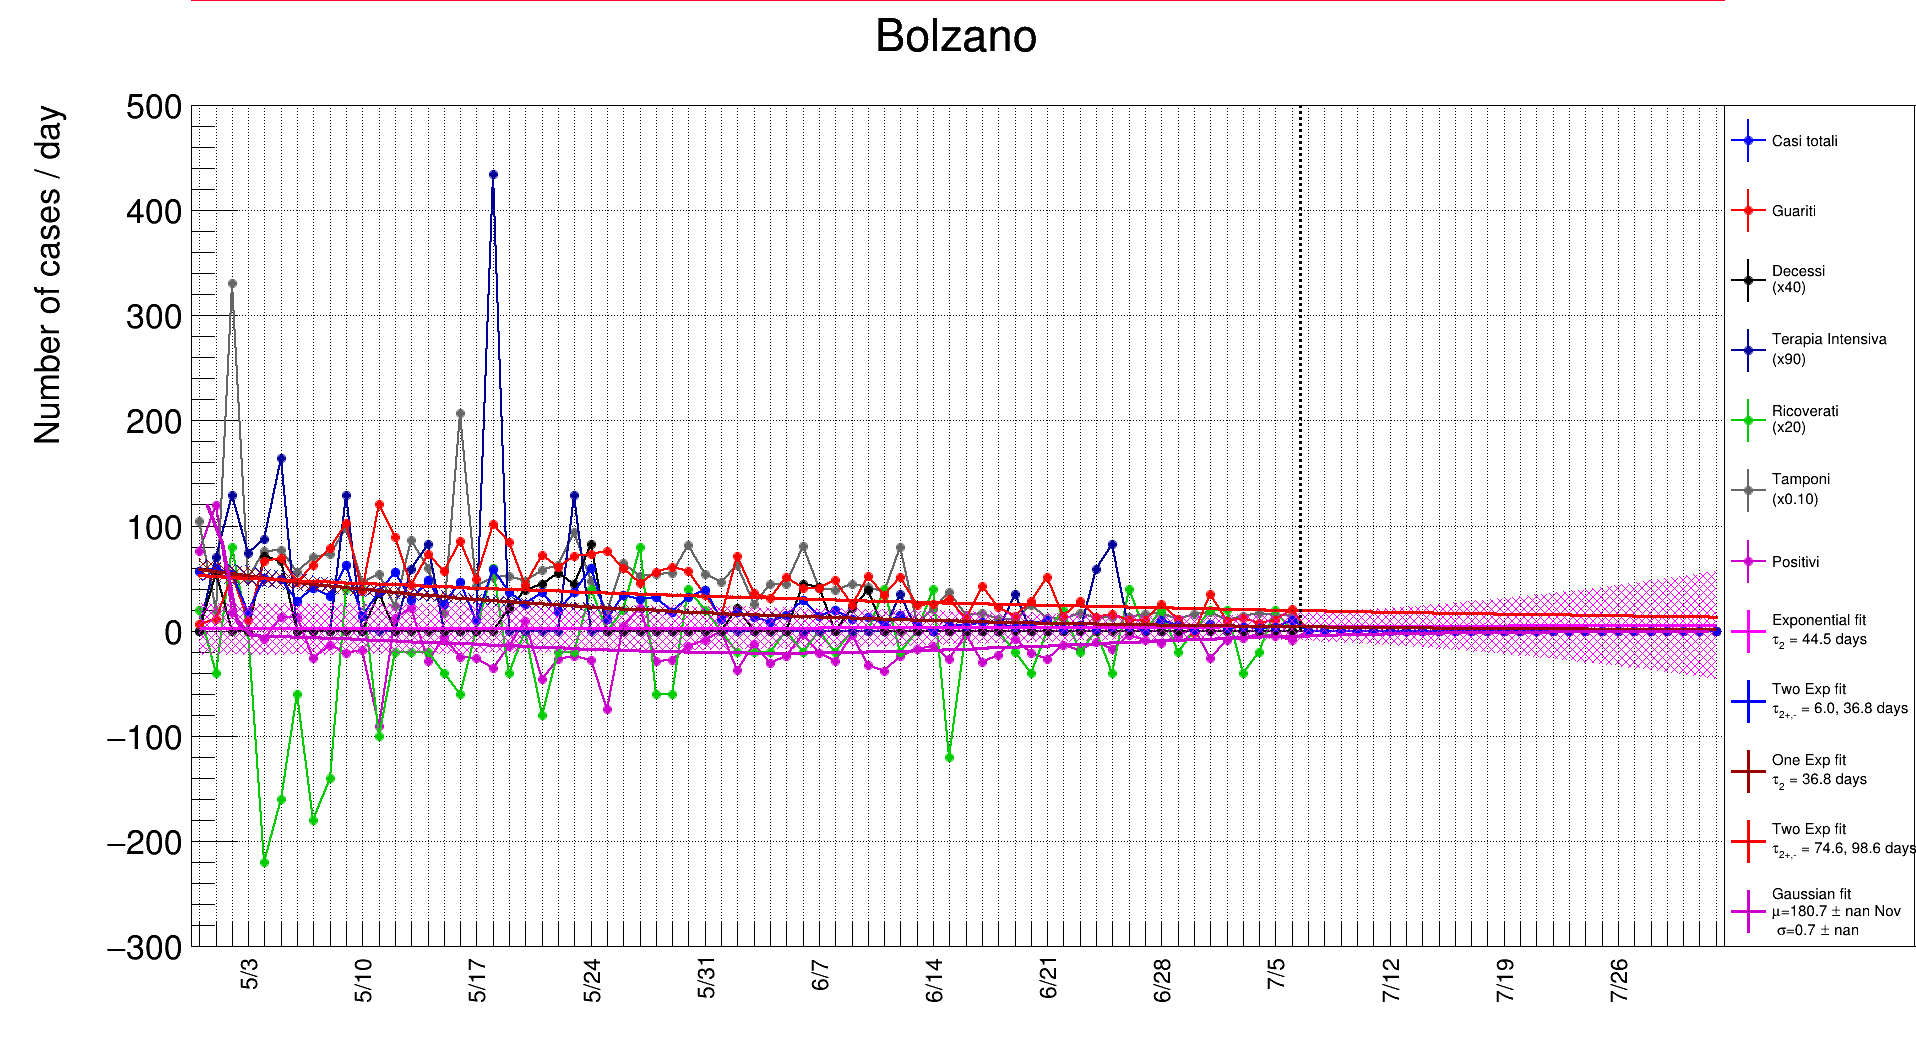 Bolzano
Number of cases / day
500
400
300
200
100
0
−100
−200
−300
5/3
5/10
5/17
5/24
5/31
6/7
6/14
6/21
6/28
7/5
7/12
7/19
7/26
Casi totali
Guariti
Decessi
(x40)
Terapia Intensiva
(x90)
Ricoverati
(x20)
Tamponi
(x0.10)
Positivi
Exponential fit
τ2 = 44.5 days
Two Exp fit
τ2+,- = 6.0, 36.8 days
One Exp fit
τ2 = 36.8 days
Two Exp fit
τ2+,- = 74.6, 98.6 days
Gaussian fit
μ=180.7 ± nan Nov
σ=0.7 ± nan